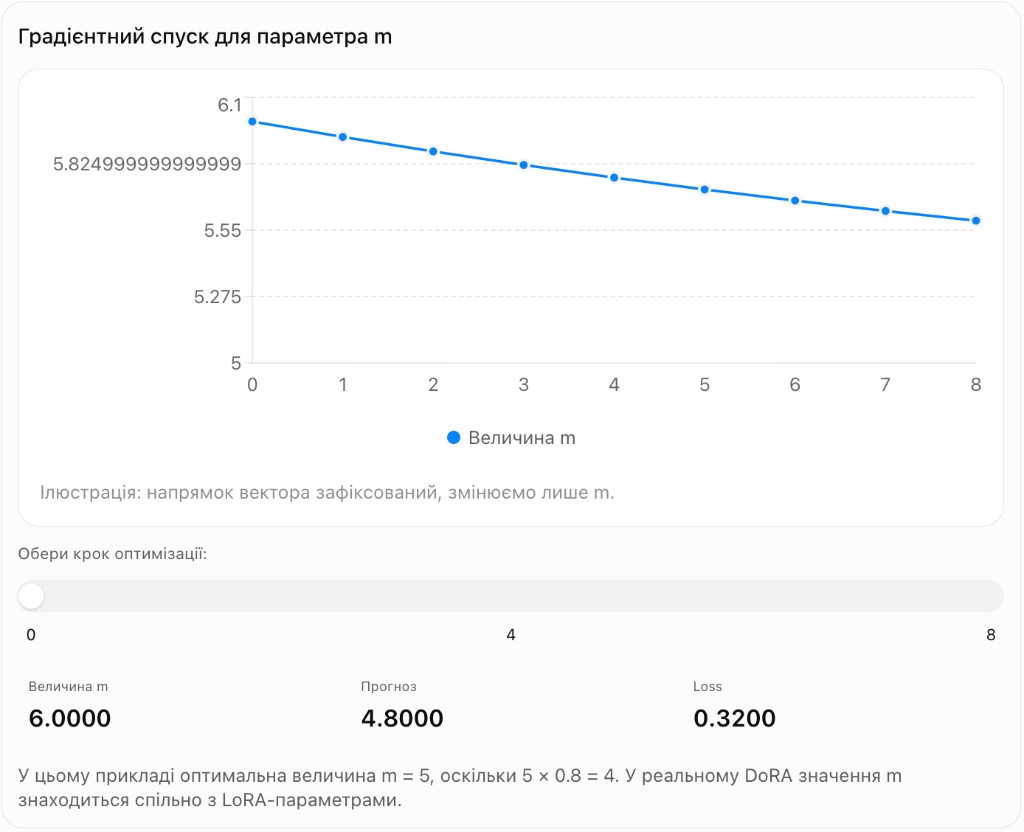 Градієнтний спуск для параметра m
6.1
5.824999999999999
5.55
5.275
5
0 1 2 3 4 5 6 7 8
Величина m
Ілюстрація: напрямок вектора зафіксований, змінюємо лише m.
Обери крок оптимізації:
0 4 8
Величина m Прогноз Loss
6.0000 4.8000 0.3200
У цьому прикладі оптимальна величина m = 5, оскільки 5 × 0.8 = 4. У реальному DoRA значення m
знаходиться спільно з LoRA-параметрами.